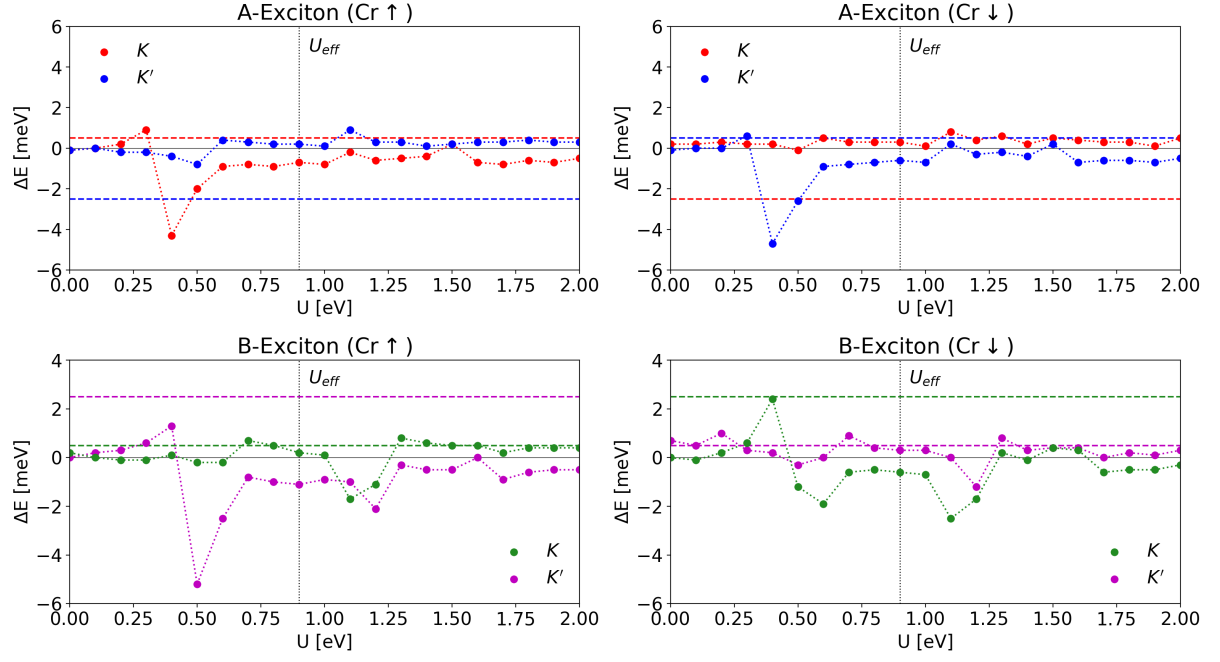 A-Exciton (Cr ↑)
6
4
2
0
−2
−4
−6
ΔE [meV]
K
K′
U_eff
0.00 0.25 0.50 0.75 1.00 1.25 1.50 1.75 2.00
U [eV]
A-Exciton (Cr ↓)
6
4
2
0
−2
−4
−6
ΔE [meV]
K
K′
U_eff
0.00 0.25 0.50 0.75 1.00 1.25 1.50 1.75 2.00
U [eV]
B-Exciton (Cr ↑)
4
2
0
−2
−4
−6
ΔE [meV]
U_eff
K
K′
0.00 0.25 0.50 0.75 1.00 1.25 1.50 1.75 2.00
U [eV]
B-Exciton (Cr ↓)
4
2
0
−2
−4
−6
ΔE [meV]
U_eff
K
K′
0.00 0.25 0.50 0.75 1.00 1.25 1.50 1.75 2.00
U [eV]